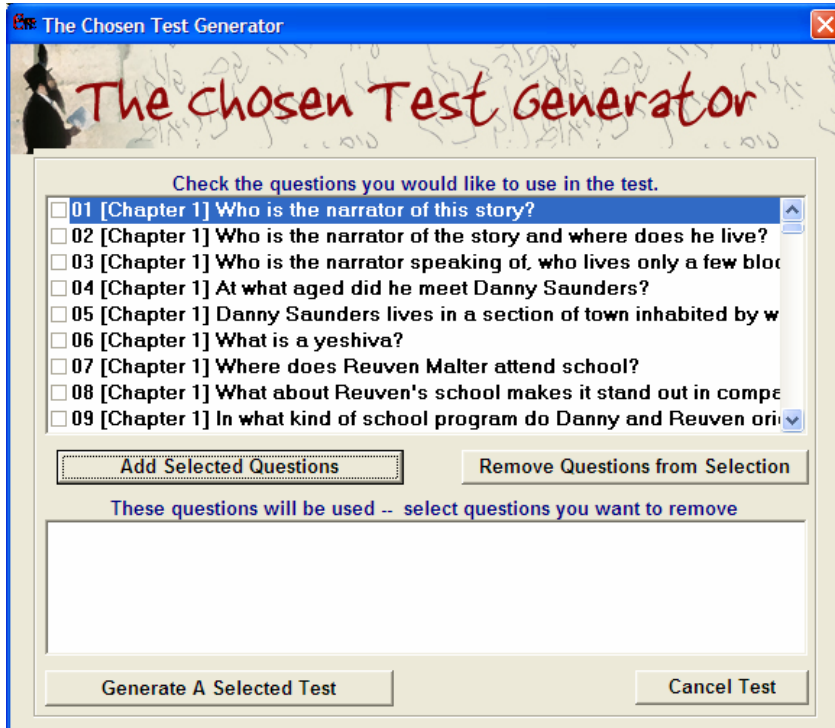 The Chosen Test Generator
The Chosen Test Generator
Check the questions you would like to use in the test.
01 [Chapter 1] Who is the narrator of this story?
02 [Chapter 1] Who is the narrator of the story and where does he live?
03 [Chapter 1] Who is the narrator speaking of, who lives only a few bloc
04 [Chapter 1] At what aged did he meet Danny Saunders?
05 [Chapter 1] Danny Saunders lives in a section of town inhabited by w
06 [Chapter 1] What is a yeshiva?
07 [Chapter 1] Where does Reuven Malter attend school?
08 [Chapter 1] What about Reuven's school makes it stand out in compa
09 [Chapter 1] In what kind of school program do Danny and Reuven ori
Add Selected Questions
Remove Questions from Selection
These questions will be used -- select questions you want to remove
Generate A Selected Test
Cancel Test